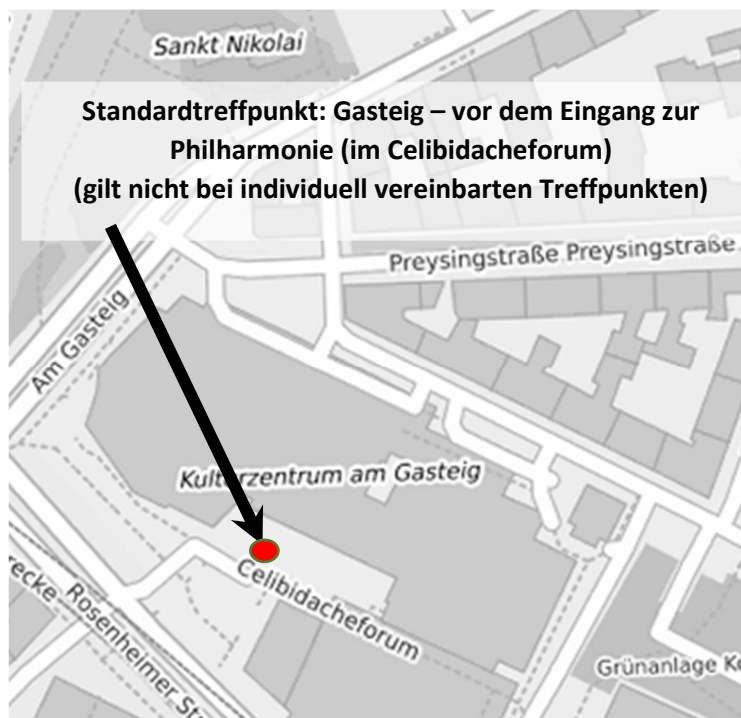 Sankt Nikolai
Standardtreffpunkt: Gasteig – vor dem Eingang zur
Philharmonie (im Celibidacheforum)
(gilt nicht bei individuell vereinbarten Treffpunkten)
Preysingstraße Preysingstraße
Am Gasteig
Kulturzentrum am Gasteig
Celibidacheforum
Rosenheimer
Grünanlage